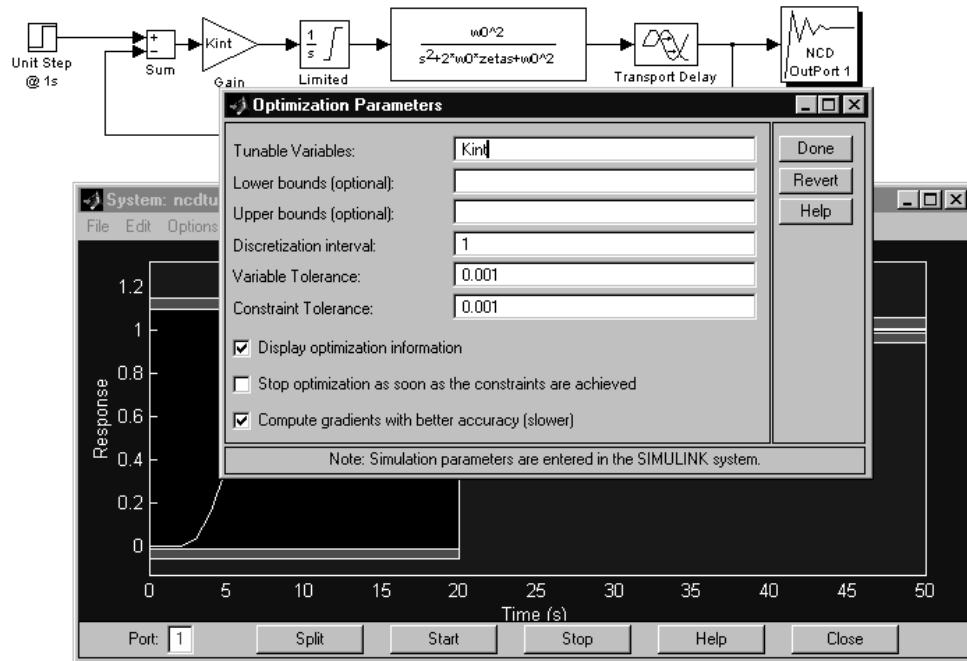 Unit Step
@ 1s
+
−
Sum
Kint
Gain
1
s
Limited
w0^2
s2+2*w0*zetas+w0^2
Transport Delay
NCD
OutPort 1
Optimization Parameters
Tunable Variables:
Kint
Done
Lower bounds (optional):
Revert
Upper bounds (optional):
Help
Discretization interval:
1
Variable Tolerance:
0.001
Constraint Tolerance:
0.001
Display optimization information
Stop optimization as soon as the constraints are achieved
Compute gradients with better accuracy (slower)
Note: Simulation parameters are entered in the SIMULINK system.
System: ncdtu
File Edit Options
Response
1.2
1
0.8
0.6
0.4
0.2
0
0 5 10 15 20 25 30 35 40 45 50
Time (s)
Port: 1 Split Start Stop Help Close